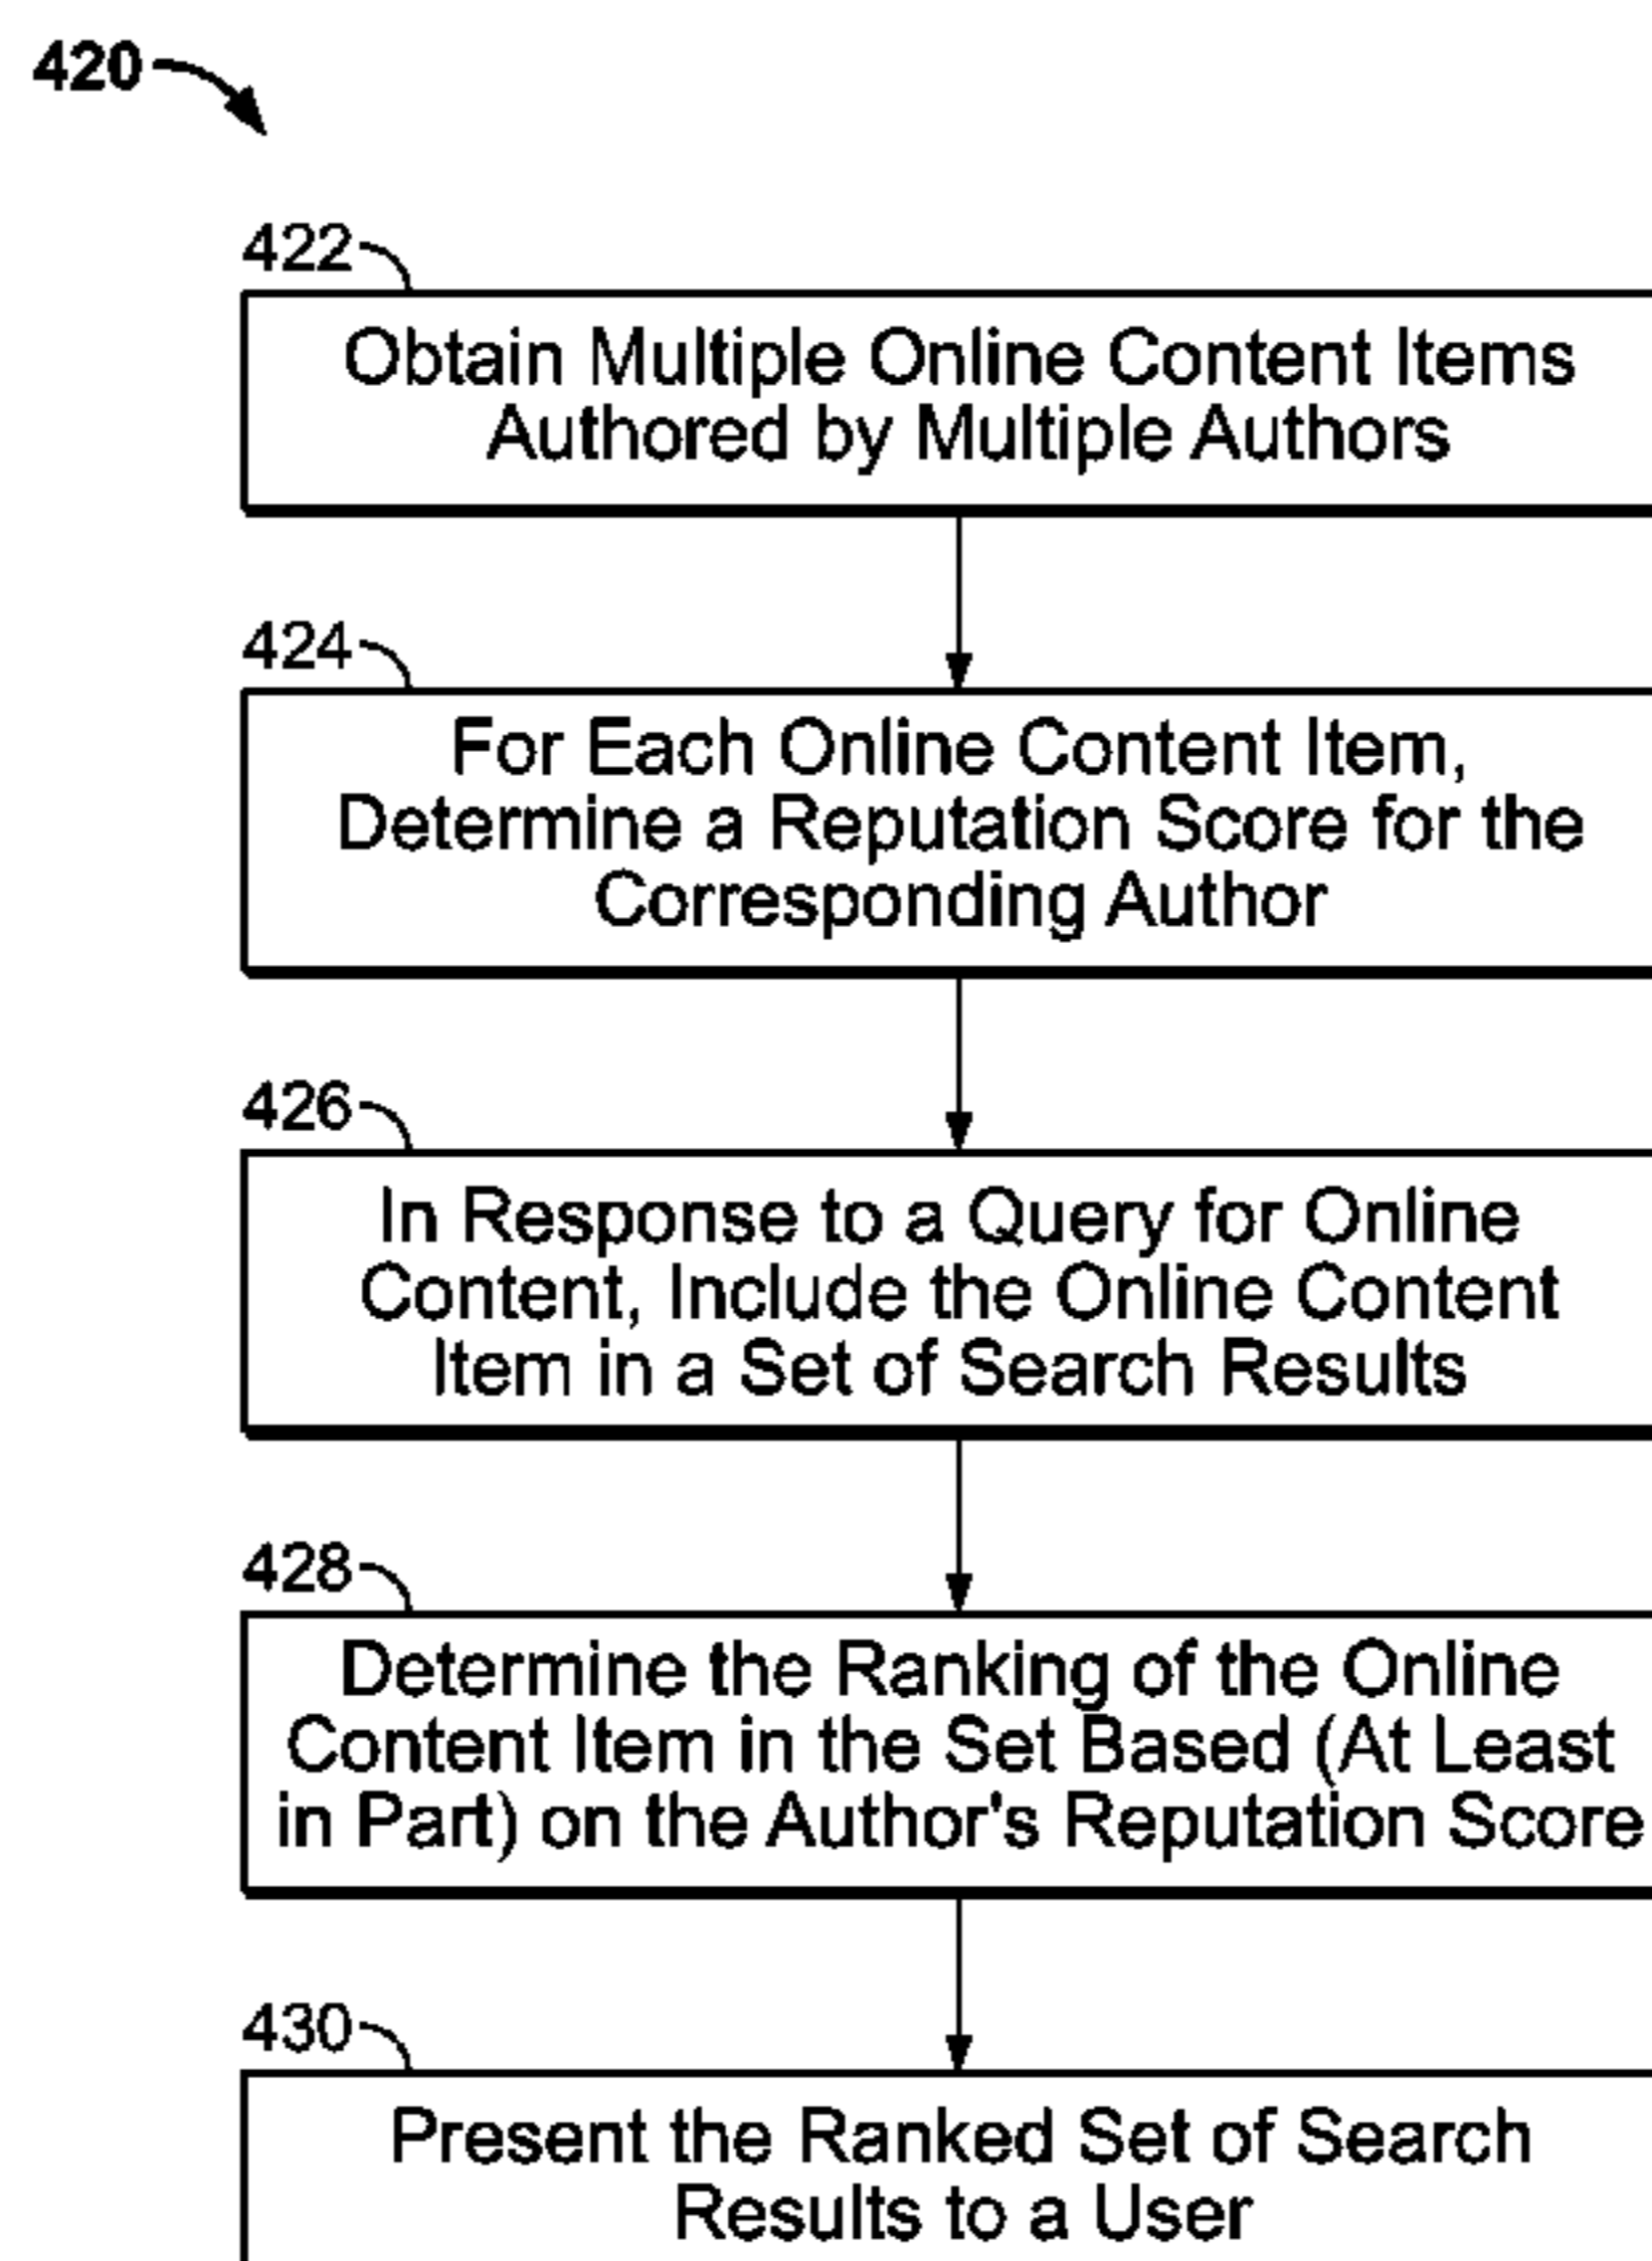 420
422
Obtain Multiple Online Content Items
Authored by Multiple Authors
424
For Each Online Content Item,
Determine a Reputation Score for the
Corresponding Author
426
In Response to a Query for Online
Content, Include the Online Content
Item in a Set of Search Results
428
Determine the Ranking of the Online
Content Item in the Set Based (At Least
in Part) on the Author's Reputation Score
430
Present the Ranked Set of Search
Results to a User